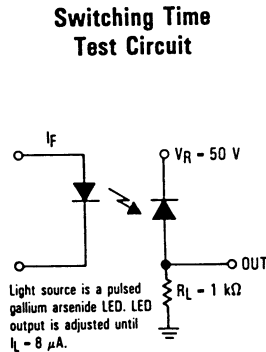 Switching Time
Test Circuit
IF
VR - 50 V
OUT
RL - 1 kΩ
Light source is a pulsed
gallium arsenide LED. LED
output is adjusted until
IL - 8 μA.